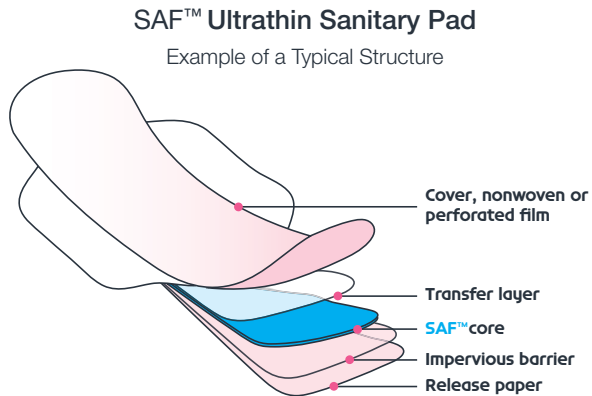 SAF™ Ultrathin Sanitary Pad
Example of a Typical Structure
Cover, nonwoven or
perforated film
Transfer layer
SAF™core
Impervious barrier
Release paper